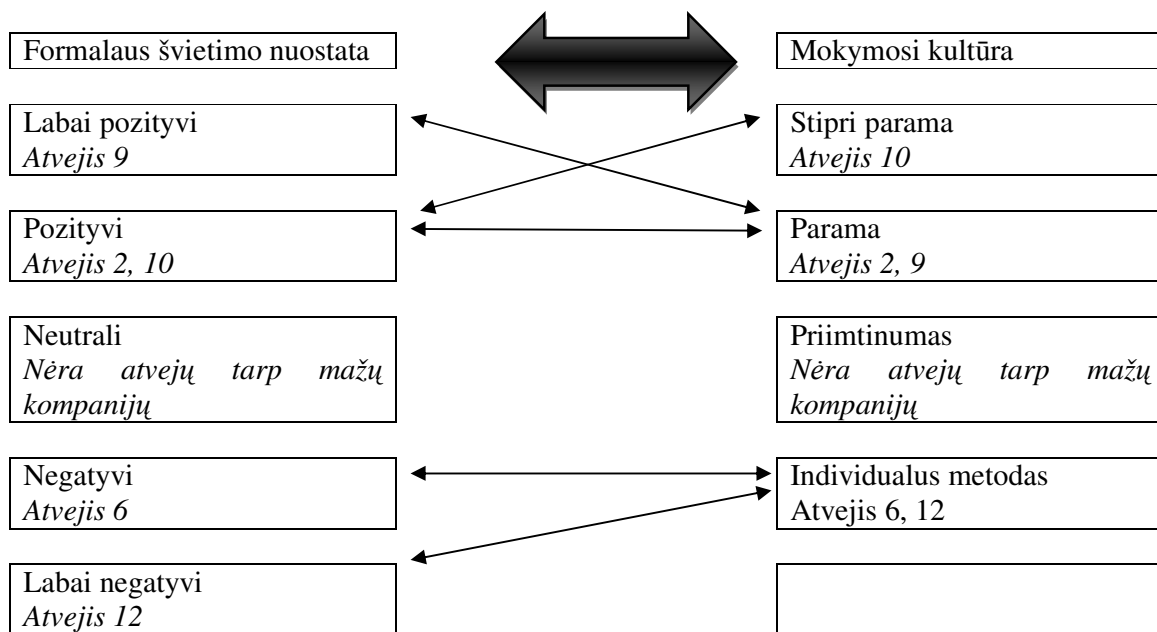 Formalaus švietimo nuostata
Mokymosi kultūra
Labai pozityvi
Atvejis 9
Stipri parama
Atvejis 10
Pozityvi
Atvejis 2, 10
Parama
Atvejis 2, 9
Neutrali
Nėra atvejų tarp mažų
kompanijų
Priimtinumas
Nėra atvejų tarp mažų
kompanijų
Negatyvi
Atvejis 6
Individualus metodas
Atvejis 6, 12
Labai negatyvi
Atvejis 12